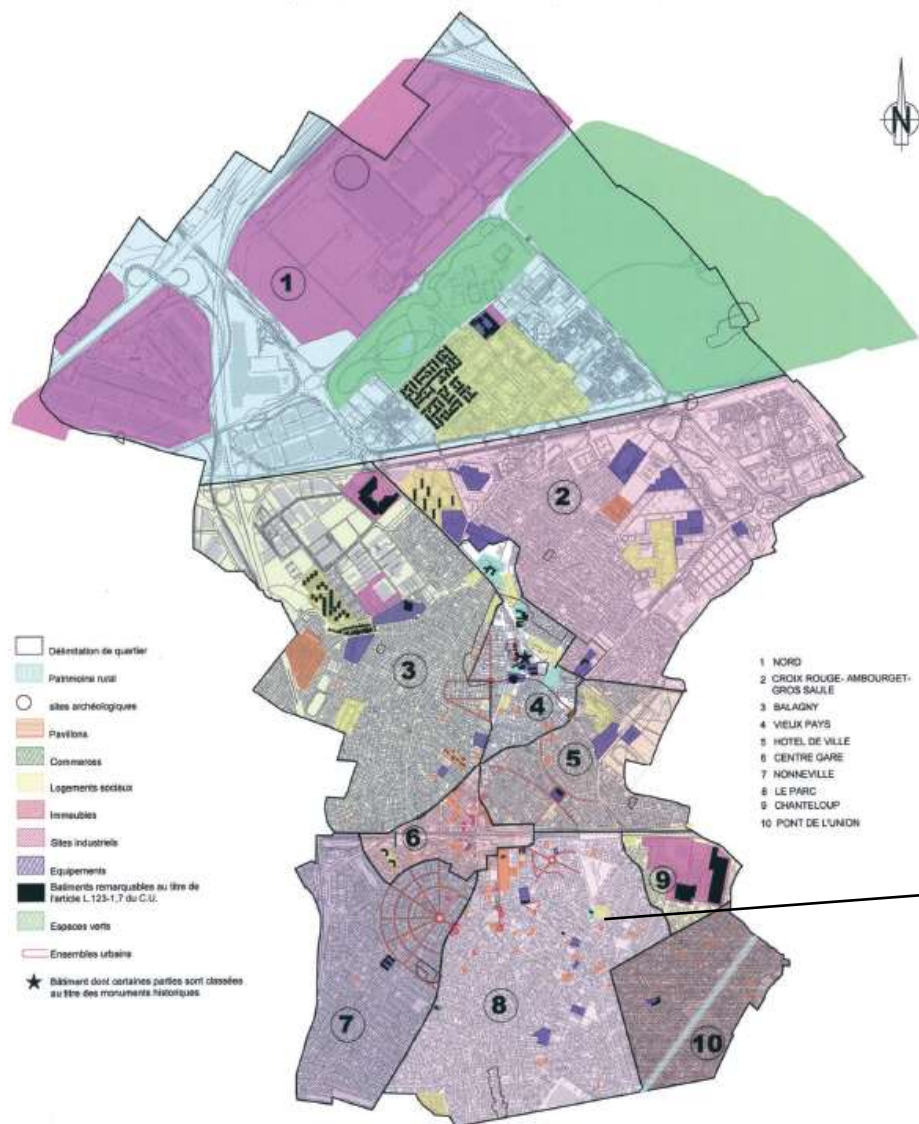 N
1
2
3
4
5
6
7
8
9
10
Délimitation de quartier
Patrimoine rural
sites archéologiques
Pavillons
Commerces
Logements sociaux
Immeubles
Sites industriels
Equipements
Batiments remarquables au titre de
l'article L.123-1,7 du C.U.
Espaces verts
Ensembles urbains
Bâtiment dont certaines parties sont classées
au titre des monuments historiques
1 NORD
2 CROIX ROUGE- AMBOURGET-
GROS SAULE
3 BALAGNY
4 VIEUX PAYS
5 HOTEL DE VILLE
6 CENTRE GARE
7 NONNEVILLE
8 LE PARC
9 CHANTELOUP
10 PONT DE L'UNION